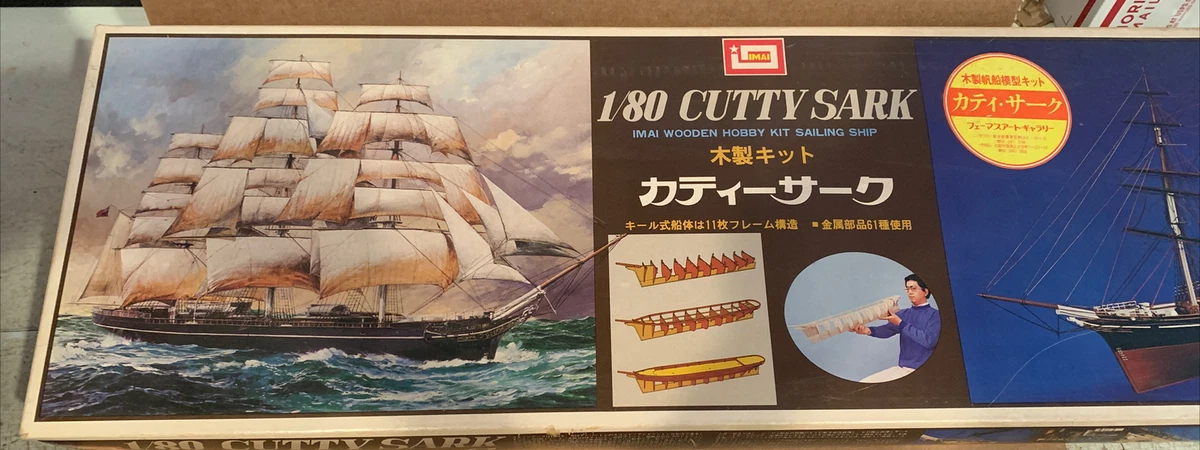 IMAI
1/80 CUTTY SARK
IMAI WOODEN HOBBY KIT SAILING SHIP
木製キット
カティーサーク
キール式船体は11枚フレーム構造 ■金属部品61種使用
木製帆船模型キット
カティ・サーク
フェーマスアート・ギャラリー
1/80 CUTTY SARK